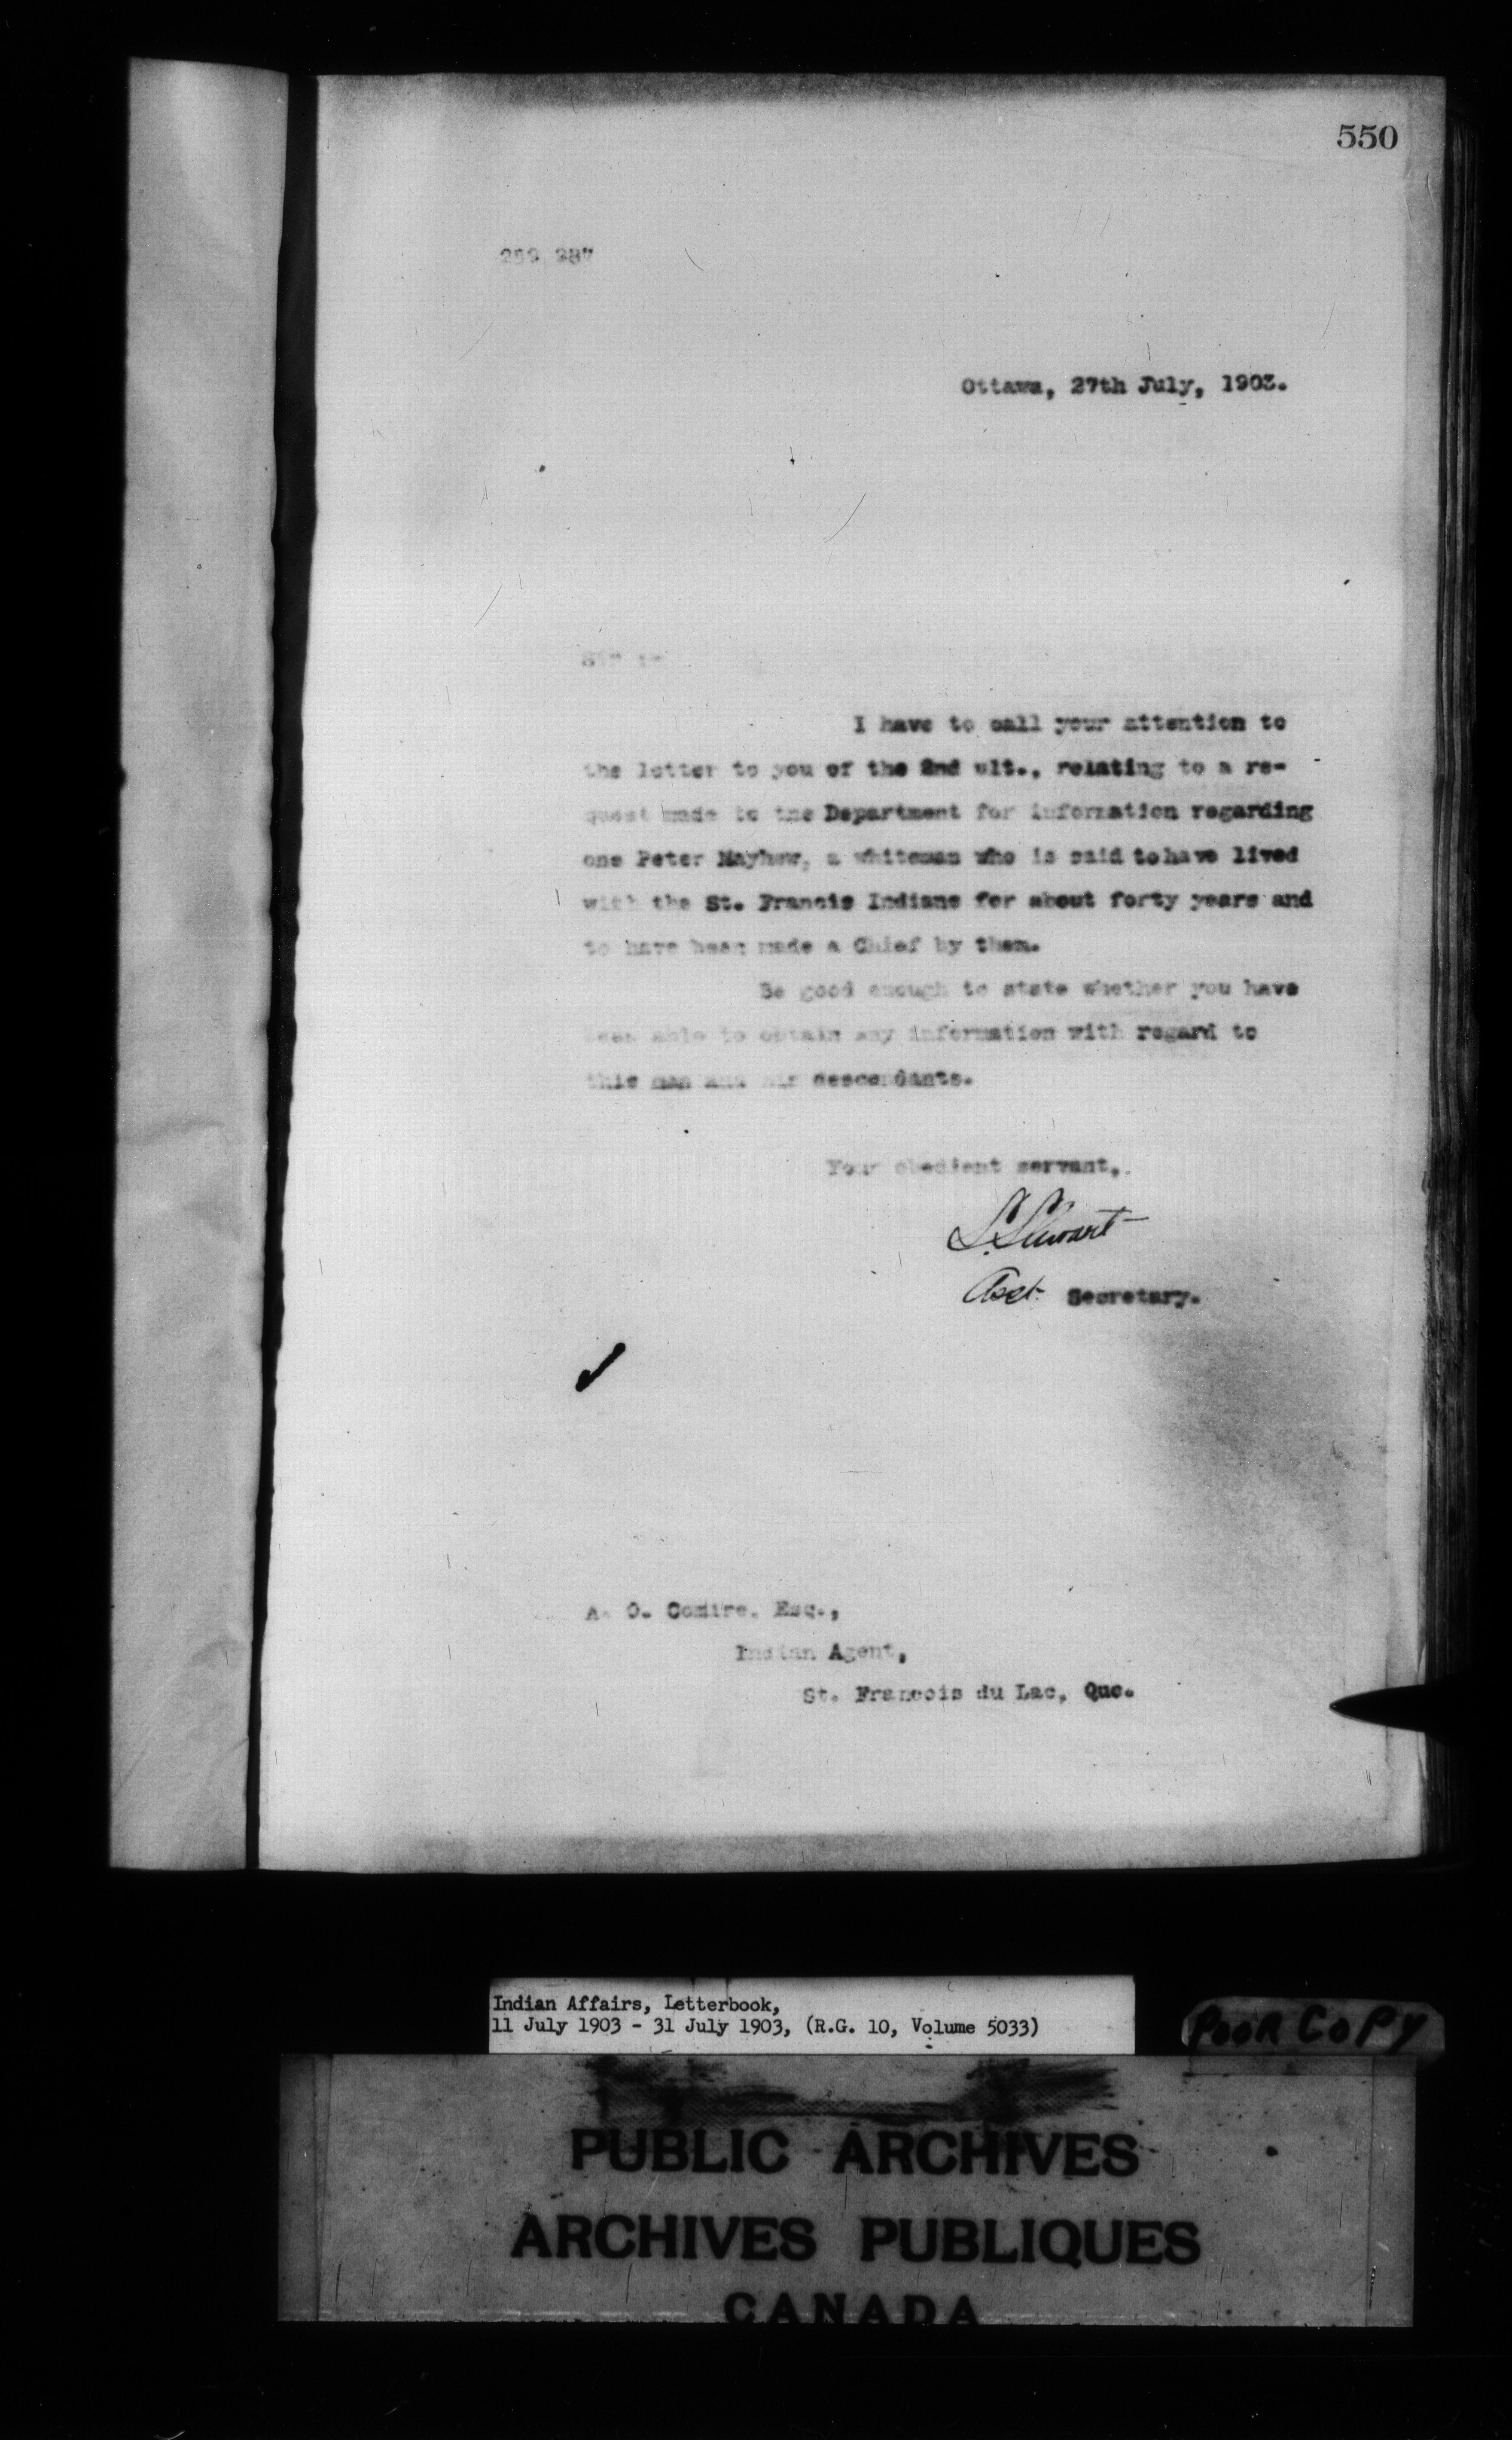 550
Ottawa, 27th July, 1903.
Sir :-
I have to call your attention to
the letter to you of the 2nd ult., relating to a re-
quest made to the Department for information regarding
one Peter Mayhew, a whiteman who is said to have lived
with the St. Francis Indians for about forty years and
to have been made a Chief by them.
Be good enough to state whether you have
been able to obtain any information with regard to
this man and his descendants.
Your obedient servant,
S. Stewart
Asst. Secretary.
A. O. Comire, Esq.,
Indian Agent,
St. Francois du Lac, Que.
Indian Affairs, Letterbook,
11 July 1903 - 31 July 1903, (R.G. 10, Volume 5033)
POOR COPY
PUBLIC ARCHIVES
ARCHIVES PUBLIQUES
CANADA